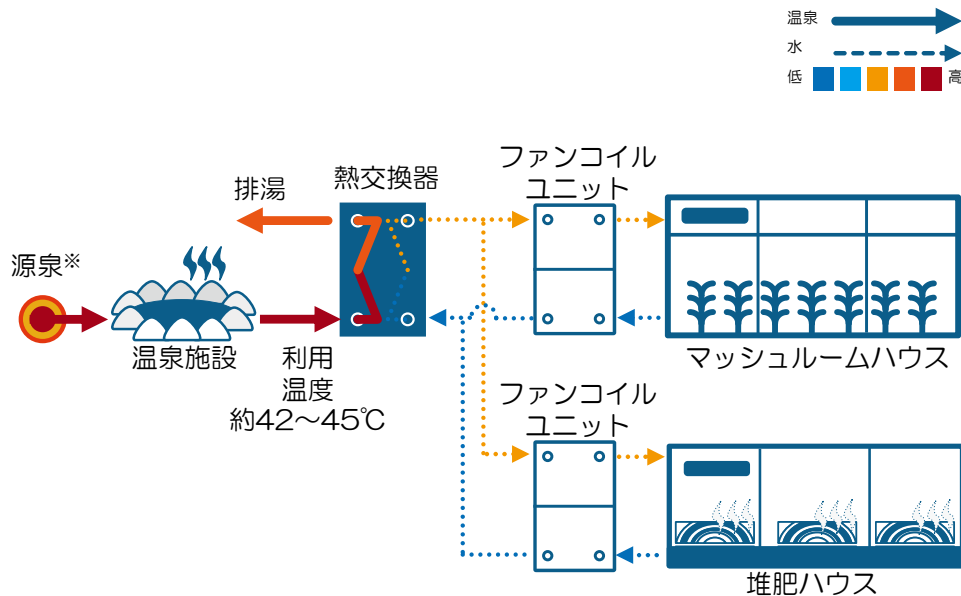 温泉
水
低 高
ファンコイル
ユニット
熱交換器
排湯
源泉※
温泉施設
利用
温度
約42~45℃
マッシュルームハウス
ファンコイル
ユニット
堆肥ハウス